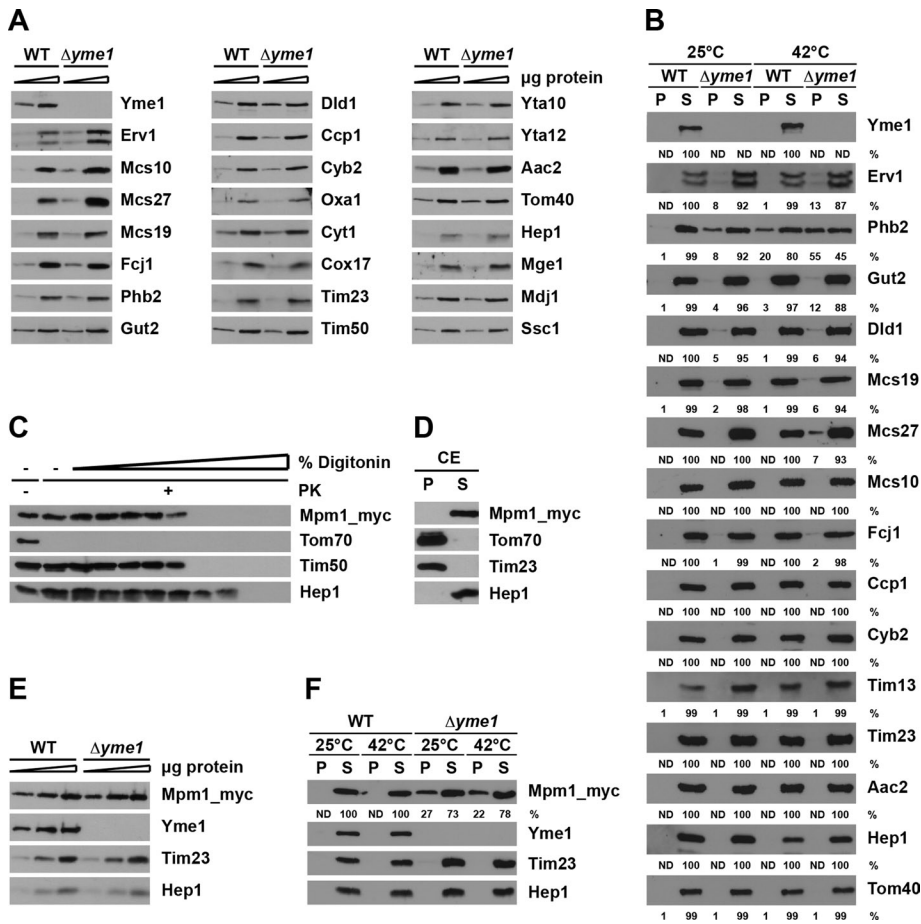 A
WT Δyme1 WT Δyme1 WT Δyme1
µg protein
Yme1 Dld1 Yta10
Erv1 Ccp1 Yta12
Mcs10 Cyb2 Aac2
Mcs27 Oxa1 Tom40
Mcs19 Cyt1 Hep1
Fcj1 Cox17 Mge1
Phb2 Tim23 Mdj1
Gut2 Tim50 Ssc1
B
25°C 42°C
WT Δyme1 WT Δyme1
P S P S P S P S
Yme1
ND 100 ND ND ND 100 ND ND %
Erv1
ND 100 8 92 1 99 13 87 %
Phb2
1 99 8 92 20 80 55 45 %
Gut2
1 99 4 96 3 97 12 88 %
Dld1
ND 100 5 95 1 99 6 94 %
Mcs19
1 99 2 98 1 99 6 94 %
Mcs27
ND 100 ND 100 ND 100 7 93 %
Mcs10
ND 100 ND 100 ND 100 ND 100 %
Fcj1
ND 100 1 99 ND 100 2 98 %
Ccp1
ND 100 ND 100 ND 100 ND 100 %
Cyb2
ND 100 ND 100 ND 100 ND 100 %
Tim13
1 99 1 99 1 99 1 99 %
Tim23
ND 100 ND 100 ND 100 ND 100 %
Aac2
ND 100 ND 100 ND 100 ND 100 %
Hep1
ND 100 ND 100 ND 100 ND 100 %
Tom40
1 99 1 99 1 99 1 99 %
C
- - % Digitonin
- + PK
Mpm1_myc
Tom70
Tim50
Hep1
D
CE
P S
Mpm1_myc
Tom70
Tim23
Hep1
E
WT Δyme1
µg protein
Mpm1_myc
Yme1
Tim23
Hep1
F
WT Δyme1
25°C 42°C 25°C 42°C
P S P S P S P S
Mpm1_myc
ND 100 ND 100 27 73 22 78 %
Yme1
Tim23
Hep1